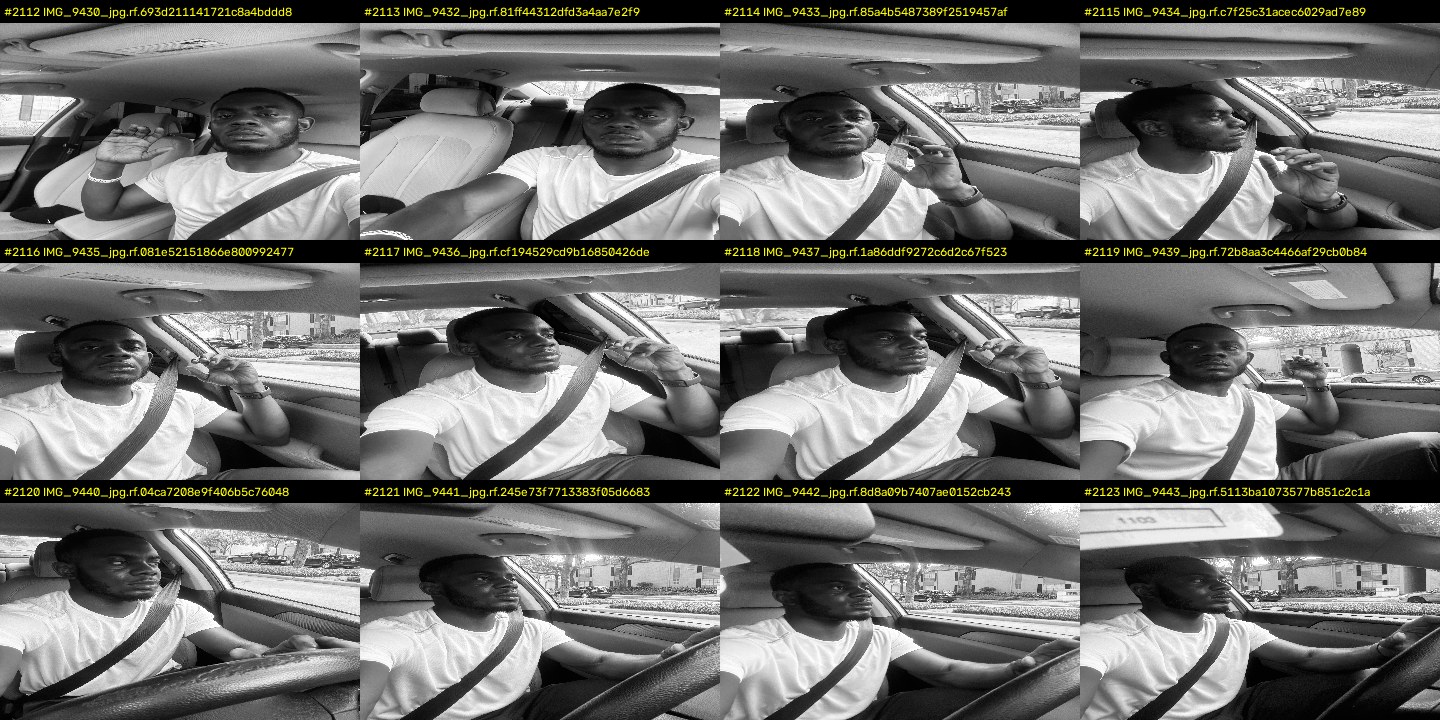 #2112 IMG_9430_jpg.rf.693d211141721c8a4bddd8
#2113 IMG_9432_jpg.rf.81ff44312dfd3a4aa7e2f9
#2114 IMG_9433_jpg.rf.85a4b5487389f2519457af
#2115 IMG_9434_jpg.rf.c7f25c31acec6029ad7e89
#2116 IMG_9435_jpg.rf.081e52151866e800992477
#2117 IMG_9436_jpg.rf.cf194529cd9b16850426de
#2118 IMG_9437_jpg.rf.1a86ddf9272c6d2c67f523
#2119 IMG_9439_jpg.rf.72b8aa3c4466af29cb0b84
#2120 IMG_9440_jpg.rf.04ca7208e9f406b5c76048
#2121 IMG_9441_jpg.rf.245e73f7713383f05d6683
#2122 IMG_9442_jpg.rf.8d8a09b7407ae0152cb243
#2123 IMG_9443_jpg.rf.5113ba1073577b851c2c1a